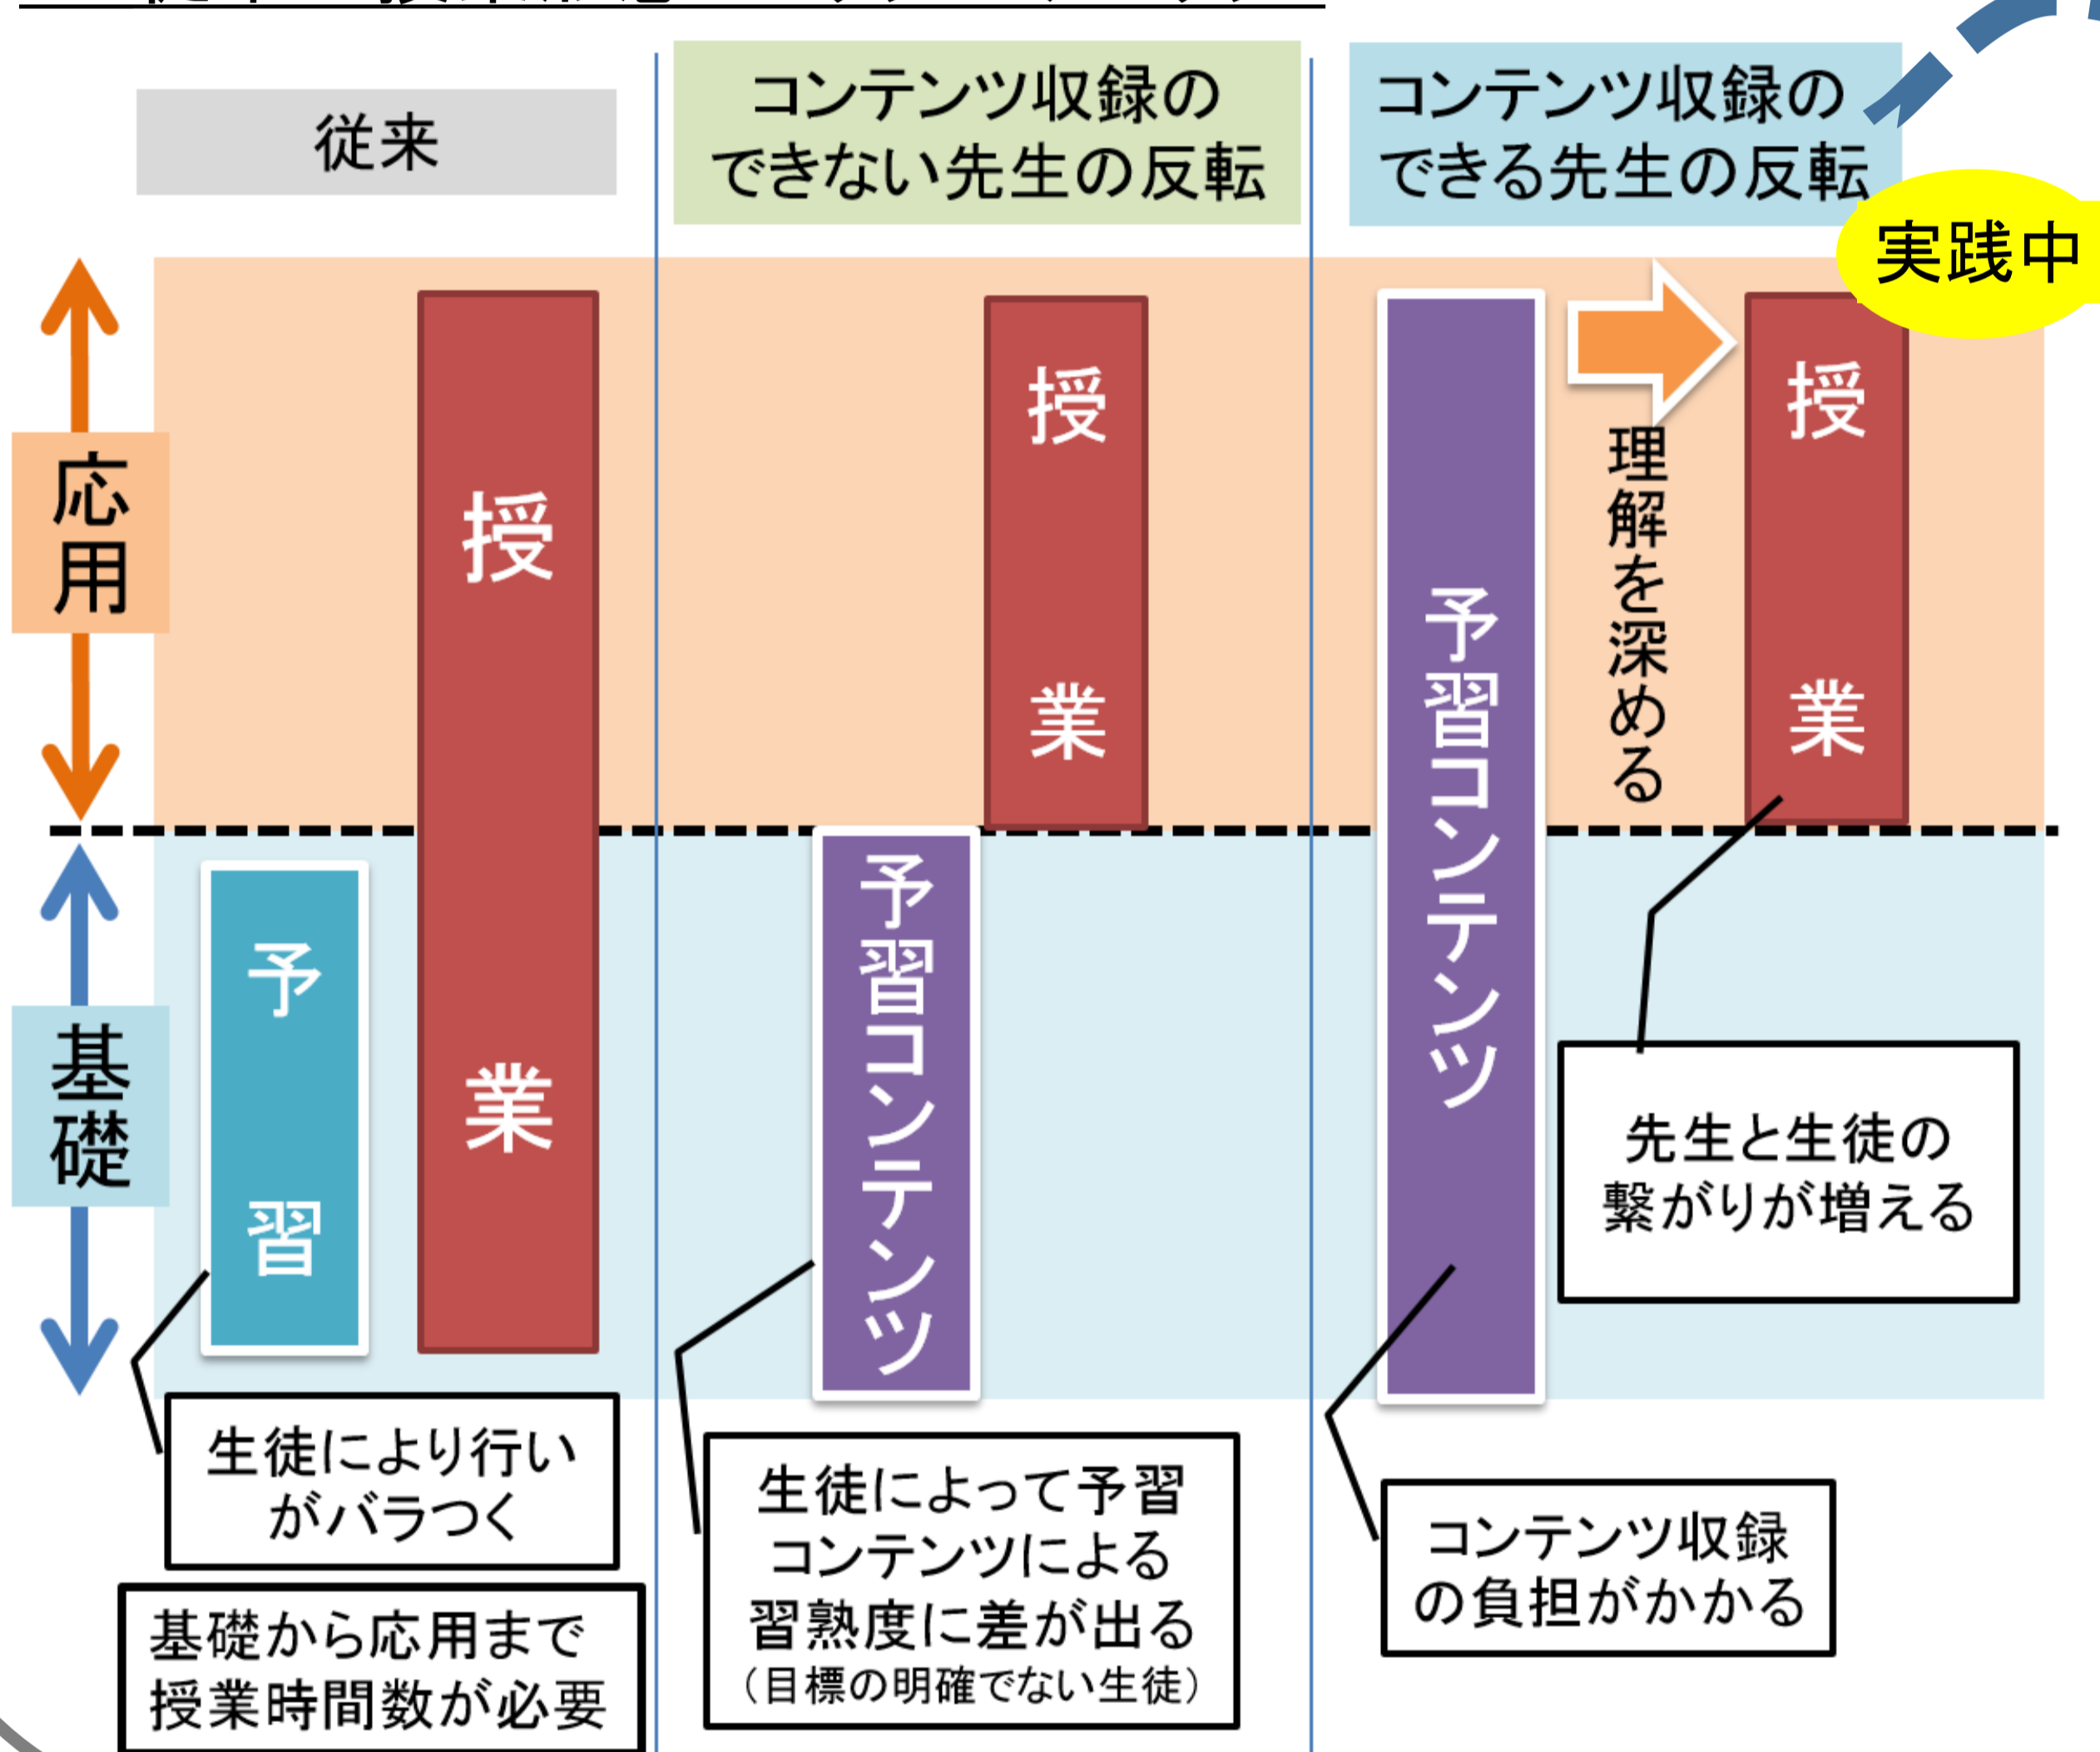 従来
コンテンツ収録の
できない先生の反転
コンテンツ収録の
できる先生の反転
実践中
応用
基礎
予習
授業
生徒により行い
がバラつく
基礎から応用まで
授業時間数が必要
授業
予習コンテンツ
生徒によって予習
コンテンツによる
習熟度に差が出る
（目標の明確でない生徒）
予習コンテンツ
理解を深める
授業
先生と生徒の
繋がりが増える
コンテンツ収録
の負担がかかる